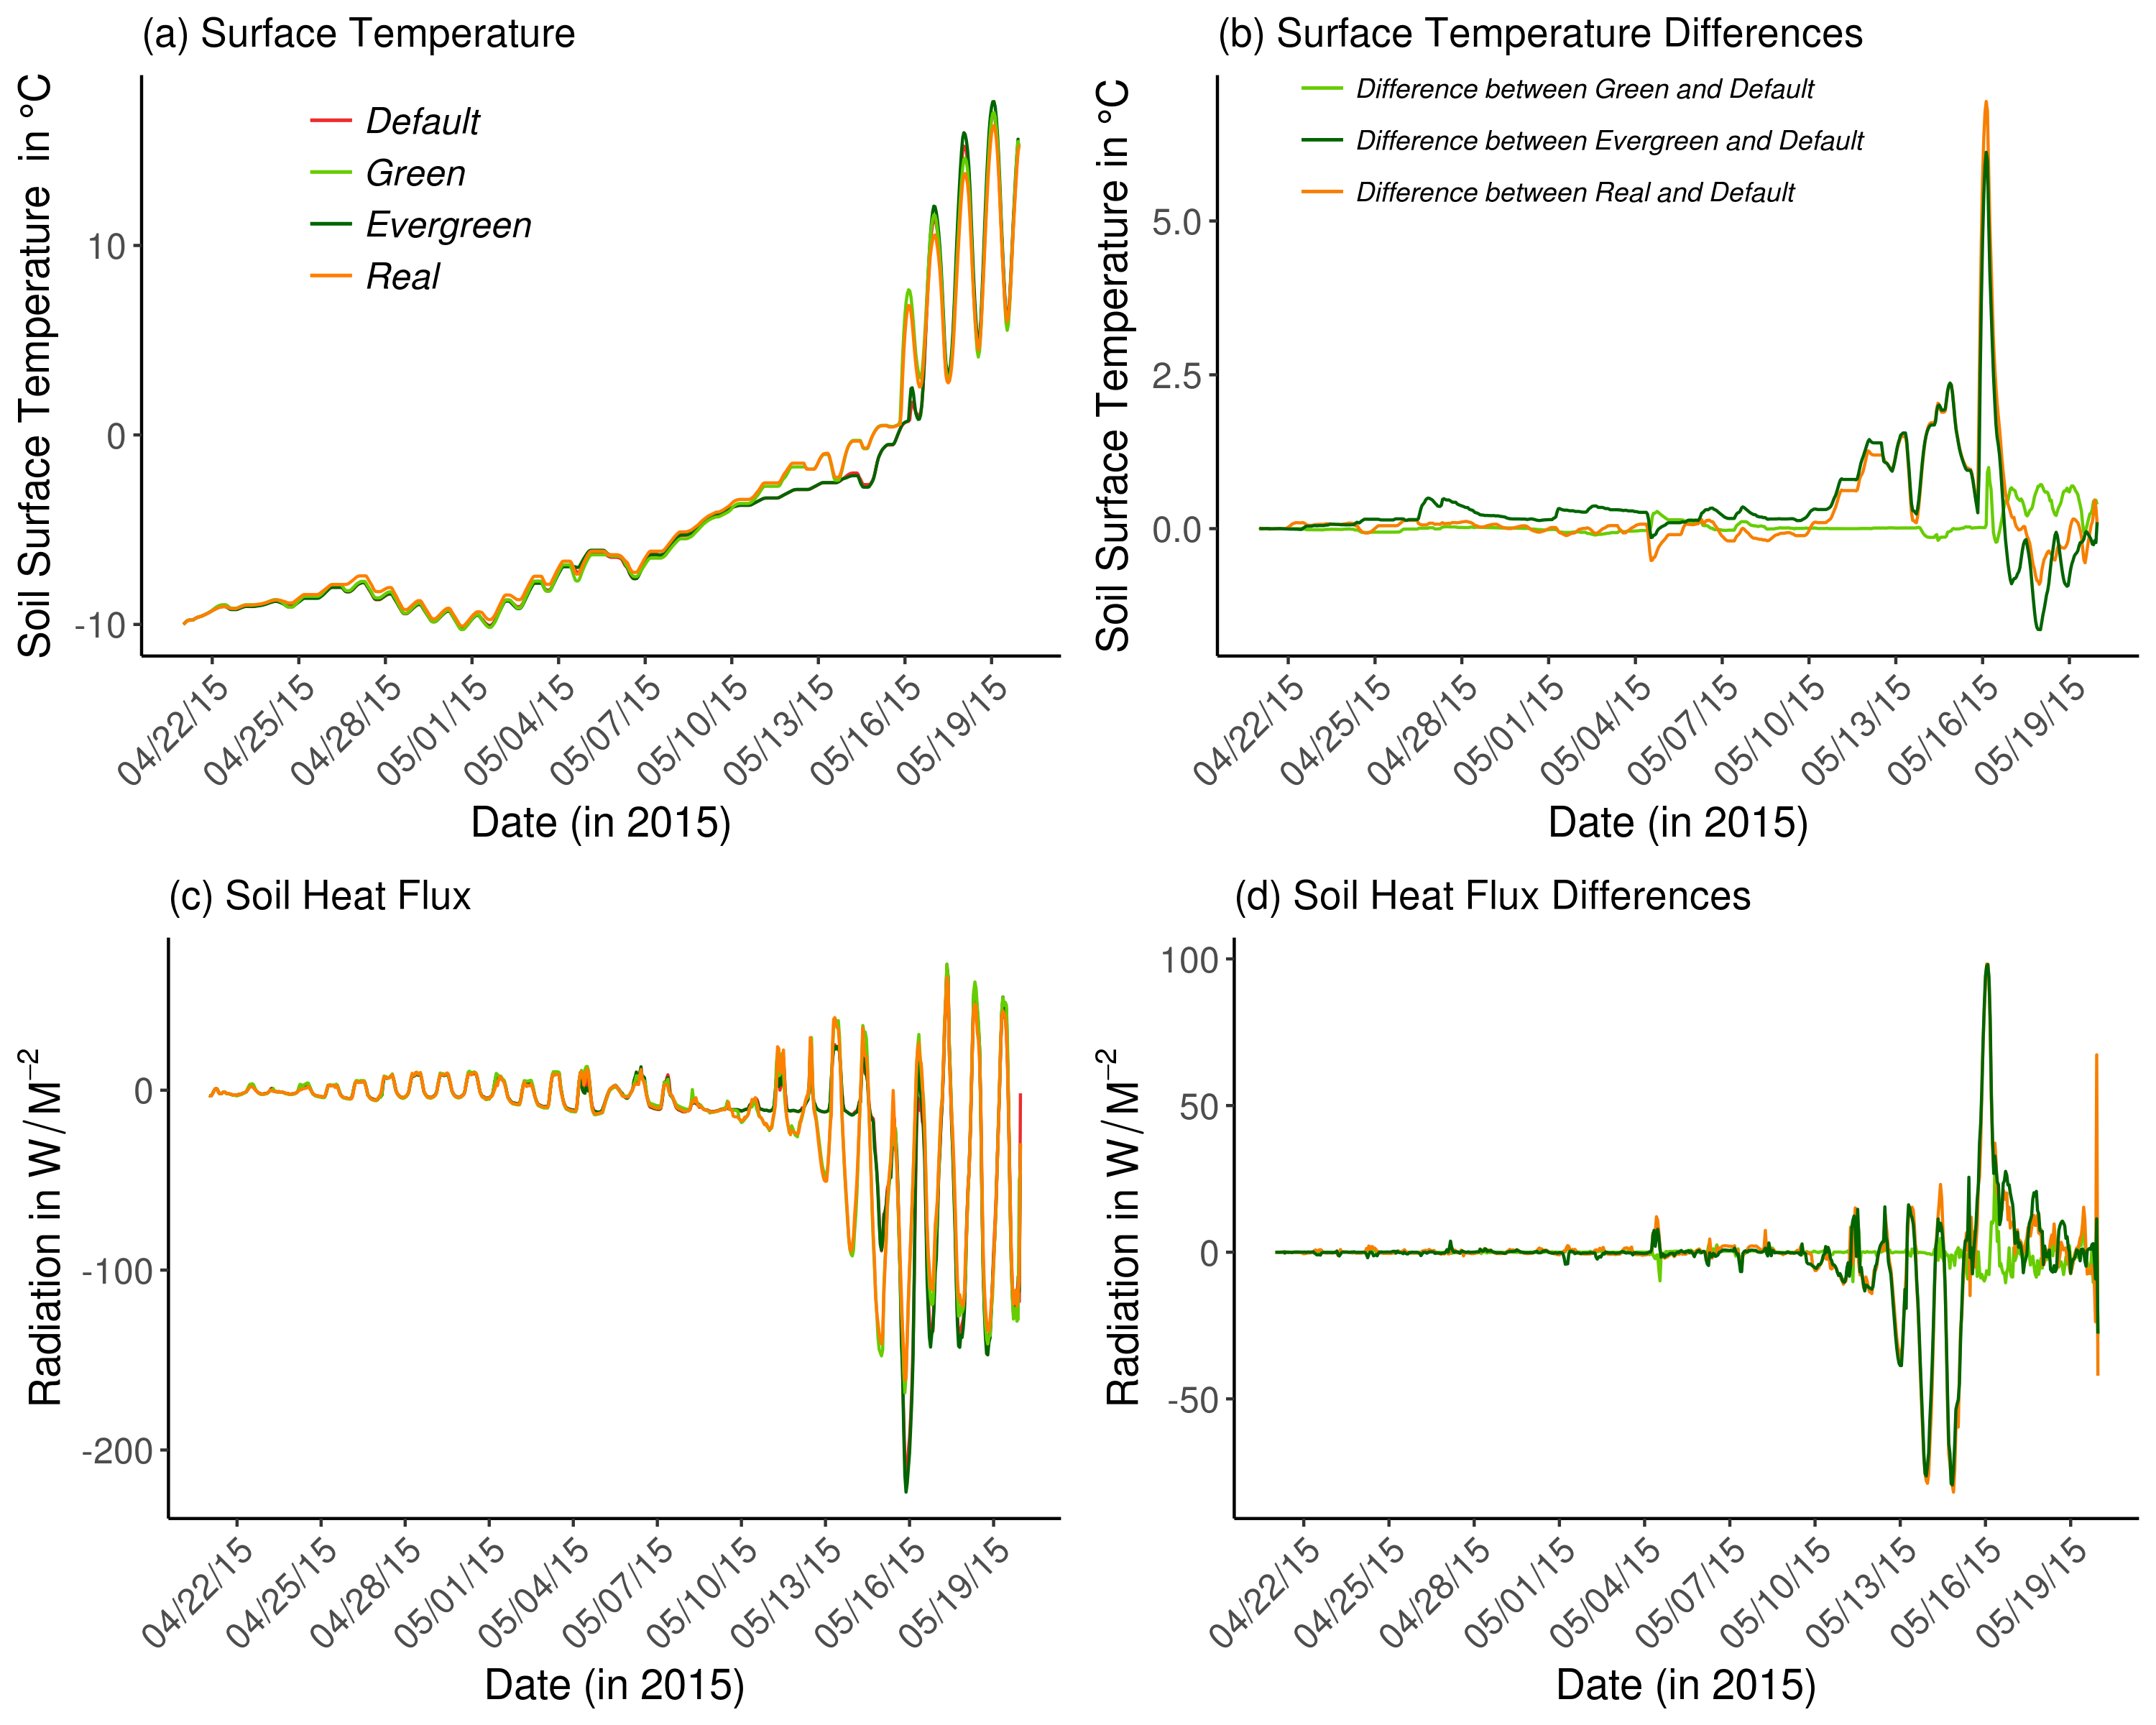 (a) Surface Temperature
Soil Surface Temperature in °C
Default
Green
Evergreen
Real
10
0
-10
04/22/15
04/25/15
04/28/15
05/01/15
05/04/15
05/07/15
05/10/15
05/13/15
05/16/15
05/19/15
Date (in 2015)
(b) Surface Temperature Differences
Soil Surface Temperature in °C
Difference between Green and Default
Difference between Evergreen and Default
Difference between Real and Default
5.0
2.5
0.0
04/22/15
04/25/15
04/28/15
05/01/15
05/04/15
05/07/15
05/10/15
05/13/15
05/16/15
05/19/15
Date (in 2015)
(c) Soil Heat Flux
Radiation in W/M⁻²
0
-100
-200
04/22/15
04/25/15
04/28/15
05/01/15
05/04/15
05/07/15
05/10/15
05/13/15
05/16/15
05/19/15
Date (in 2015)
(d) Soil Heat Flux Differences
Radiation in W/M⁻²
100
50
0
-50
04/22/15
04/25/15
04/28/15
05/01/15
05/04/15
05/07/15
05/10/15
05/13/15
05/16/15
05/19/15
Date (in 2015)